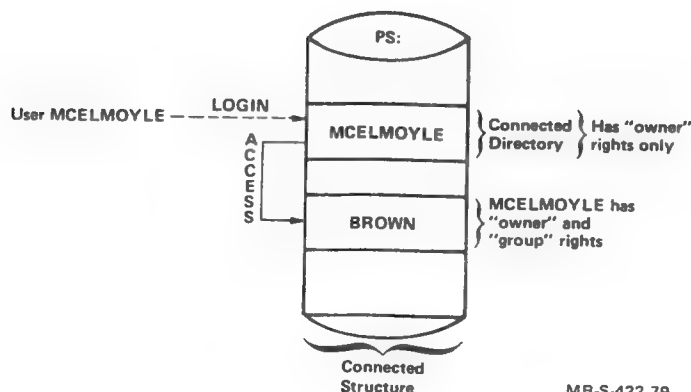 PS:
User MCELMOYLE
LOGIN
MCELMOYLE
Connected
Directory
Has "owner"
rights only
ACCESS
BROWN
MCELMOYLE has
"owner" and
"group" rights
Connected
Structure
MR-S-422-79